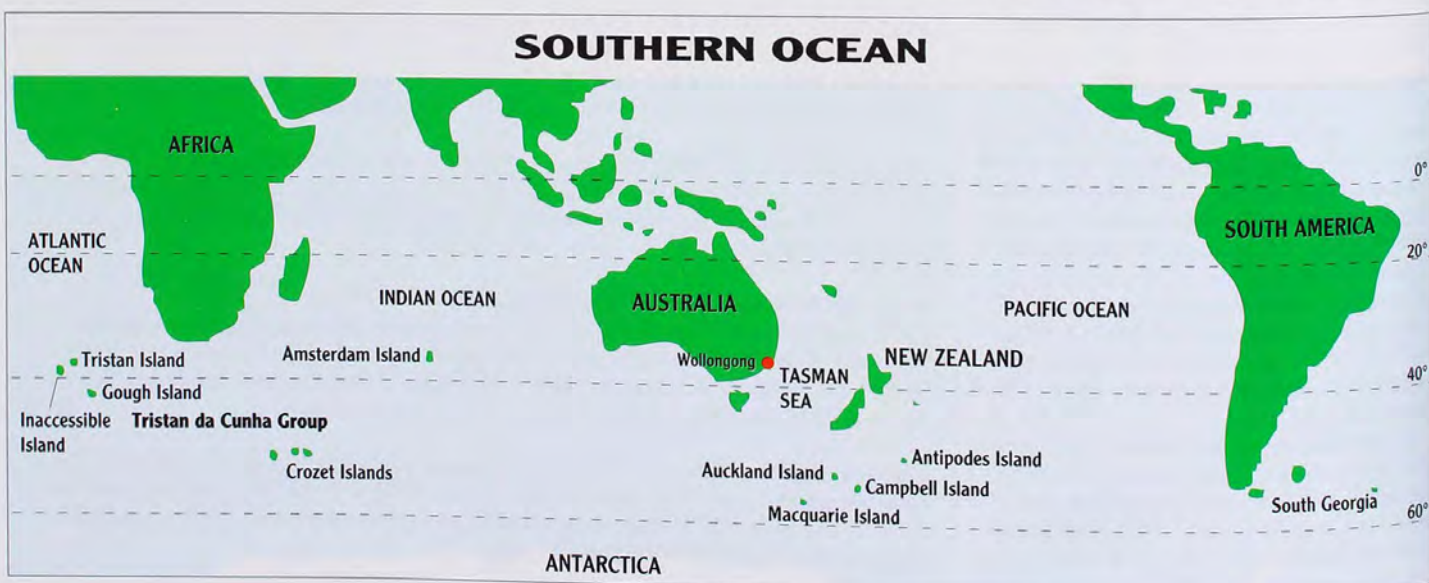 SOUTHERN OCEAN
AFRICA
0°
ATLANTIC
OCEAN
SOUTH AMERICA
20°
INDIAN OCEAN
AUSTRALIA
PACIFIC OCEAN
Tristan Island
Amsterdam Island
Wollongong
NEW ZEALAND
TASMAN
SEA
40°
Gough Island
Inaccessible
Island
Tristan da Cunha Group
Crozet Islands
Auckland Island
Antipodes Island
Campbell Island
Macquarie Island
South Georgia
60°
ANTARCTICA